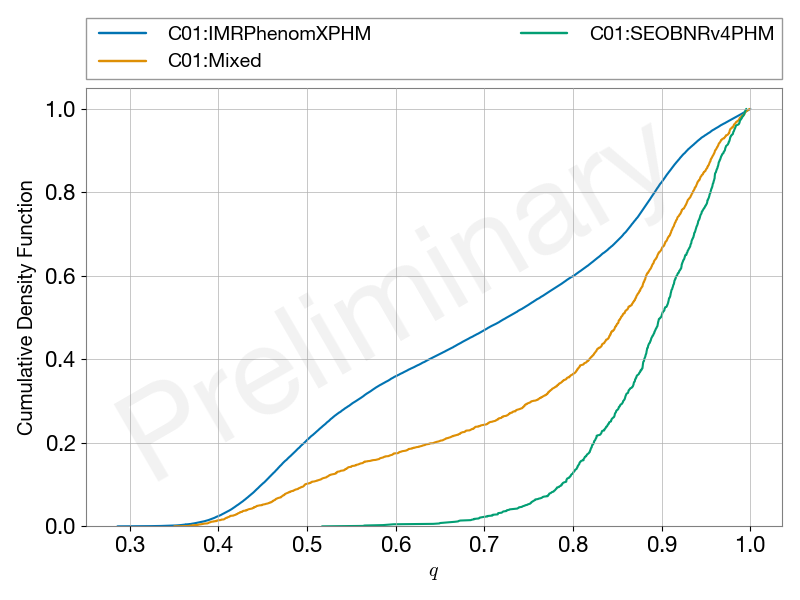 C01:IMRPhenomXPHM
C01:SEOBNRv4PHM
C01:Mixed
Preliminary
Cumulative Density Function
1.0
0.8
0.6
0.4
0.2
0.0
0.3 0.4 0.5 0.6 0.7 0.8 0.9 1.0
q